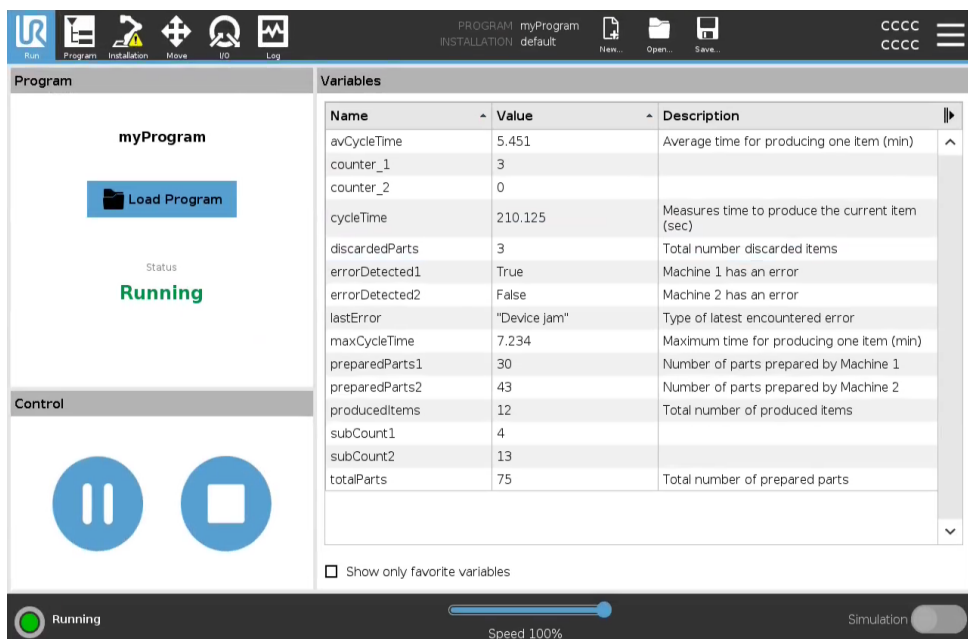 UR
PROGRAM myProgram
INSTALLATION default
CCCC
CCCC
Run Program Installation Move I/O Log New... Open... Save...
Program
Variables
myProgram
Load Program
Status
Running
Control
Name Value Description
avCycleTime 5.451 Average time for producing one item (min)
counter_1 3
counter_2 0
cycleTime 210.125 Measures time to produce the current item
(sec)
discardedParts 3 Total number discarded items
errorDetected1 True Machine 1 has an error
errorDetected2 False Machine 2 has an error
lastError "Device jam" Type of latest encountered error
maxCycleTime 7.234 Maximum time for producing one item (min)
preparedParts1 30 Number of parts prepared by Machine 1
preparedParts2 43 Number of parts prepared by Machine 2
producedItems 12 Total number of produced items
subCount1 4
subCount2 13
totalParts 75 Total number of prepared parts
Show only favorite variables
Running
Speed 100%
Simulation